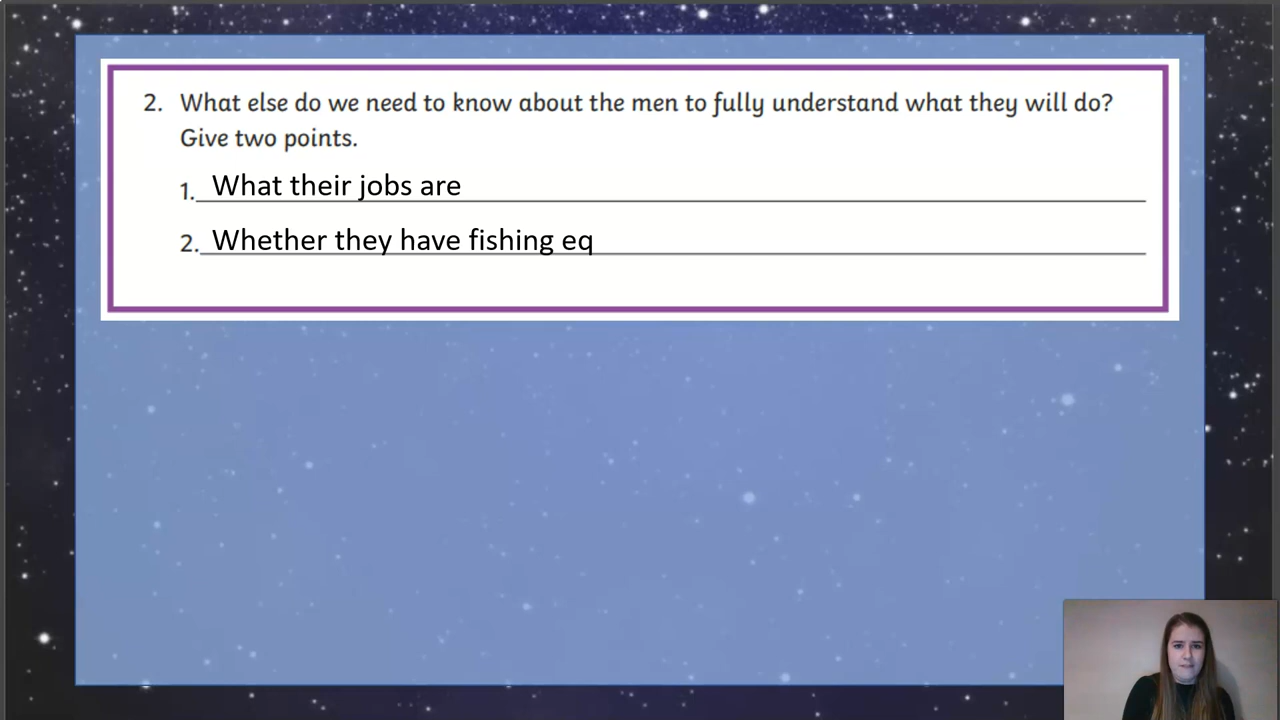 2. What else do we need to know about the men to fully understand what they will do?
Give two points.
1. What their jobs are
2. Whether they have fishing eq